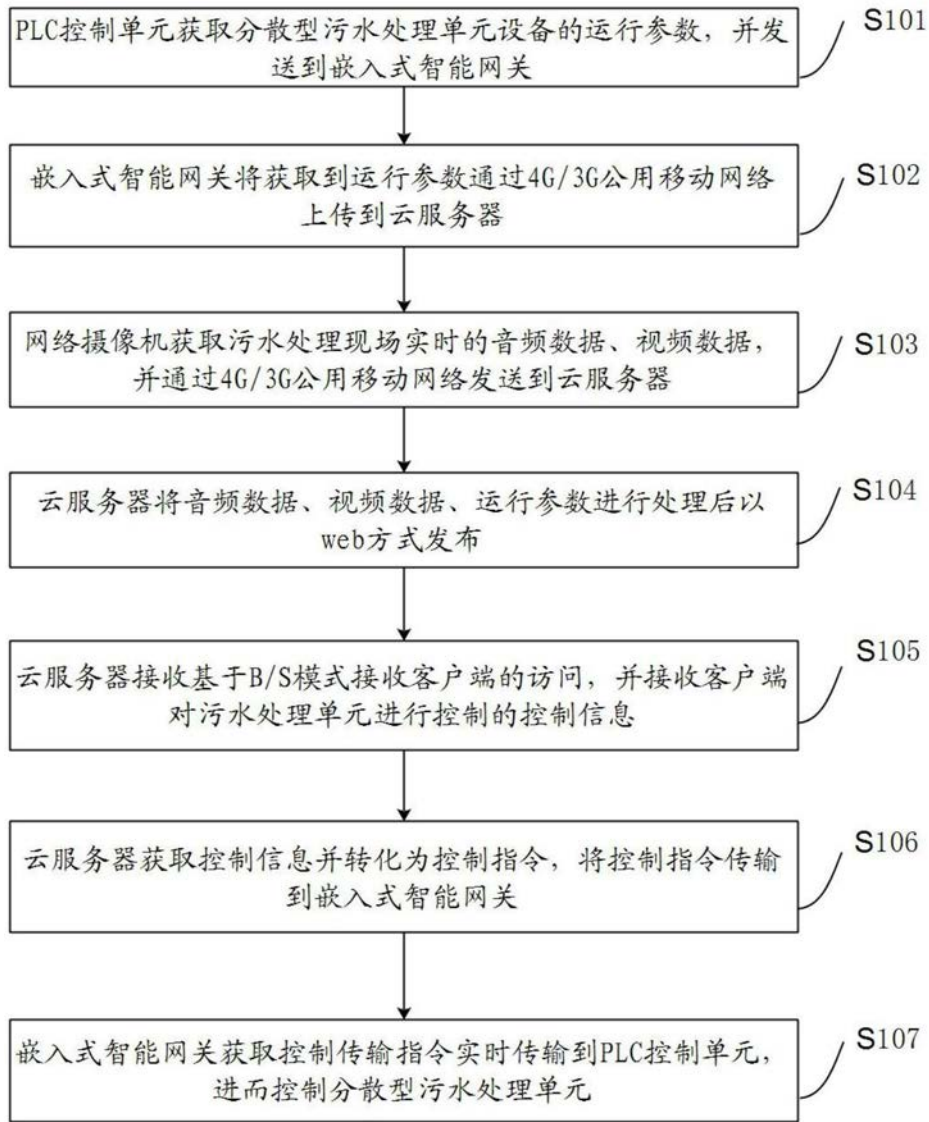 PLC控制单元获取分散型污水处理单元设备的运行参数，并发
送到嵌入式智能网关
S101
嵌入式智能网关将获取到运行参数通过4G/3G公用移动网络
上传到云服务器
S102
网络摄像机获取污水处理现场实时的音频数据、视频数据，
并通过4G/3G公用移动网络发送到云服务器
S103
云服务器将音频数据、视频数据、运行参数进行处理后以
web方式发布
S104
云服务器接收基于B/S模式接收客户端的访问，并接收客户端
对污水处理单元进行控制的控制信息
S105
云服务器获取控制信息并转化为控制指令，将控制指令传输
到嵌入式智能网关
S106
嵌入式智能网关获取控制传输指令实时传输到PLC控制单元，
进而控制分散型污水处理单元
S107